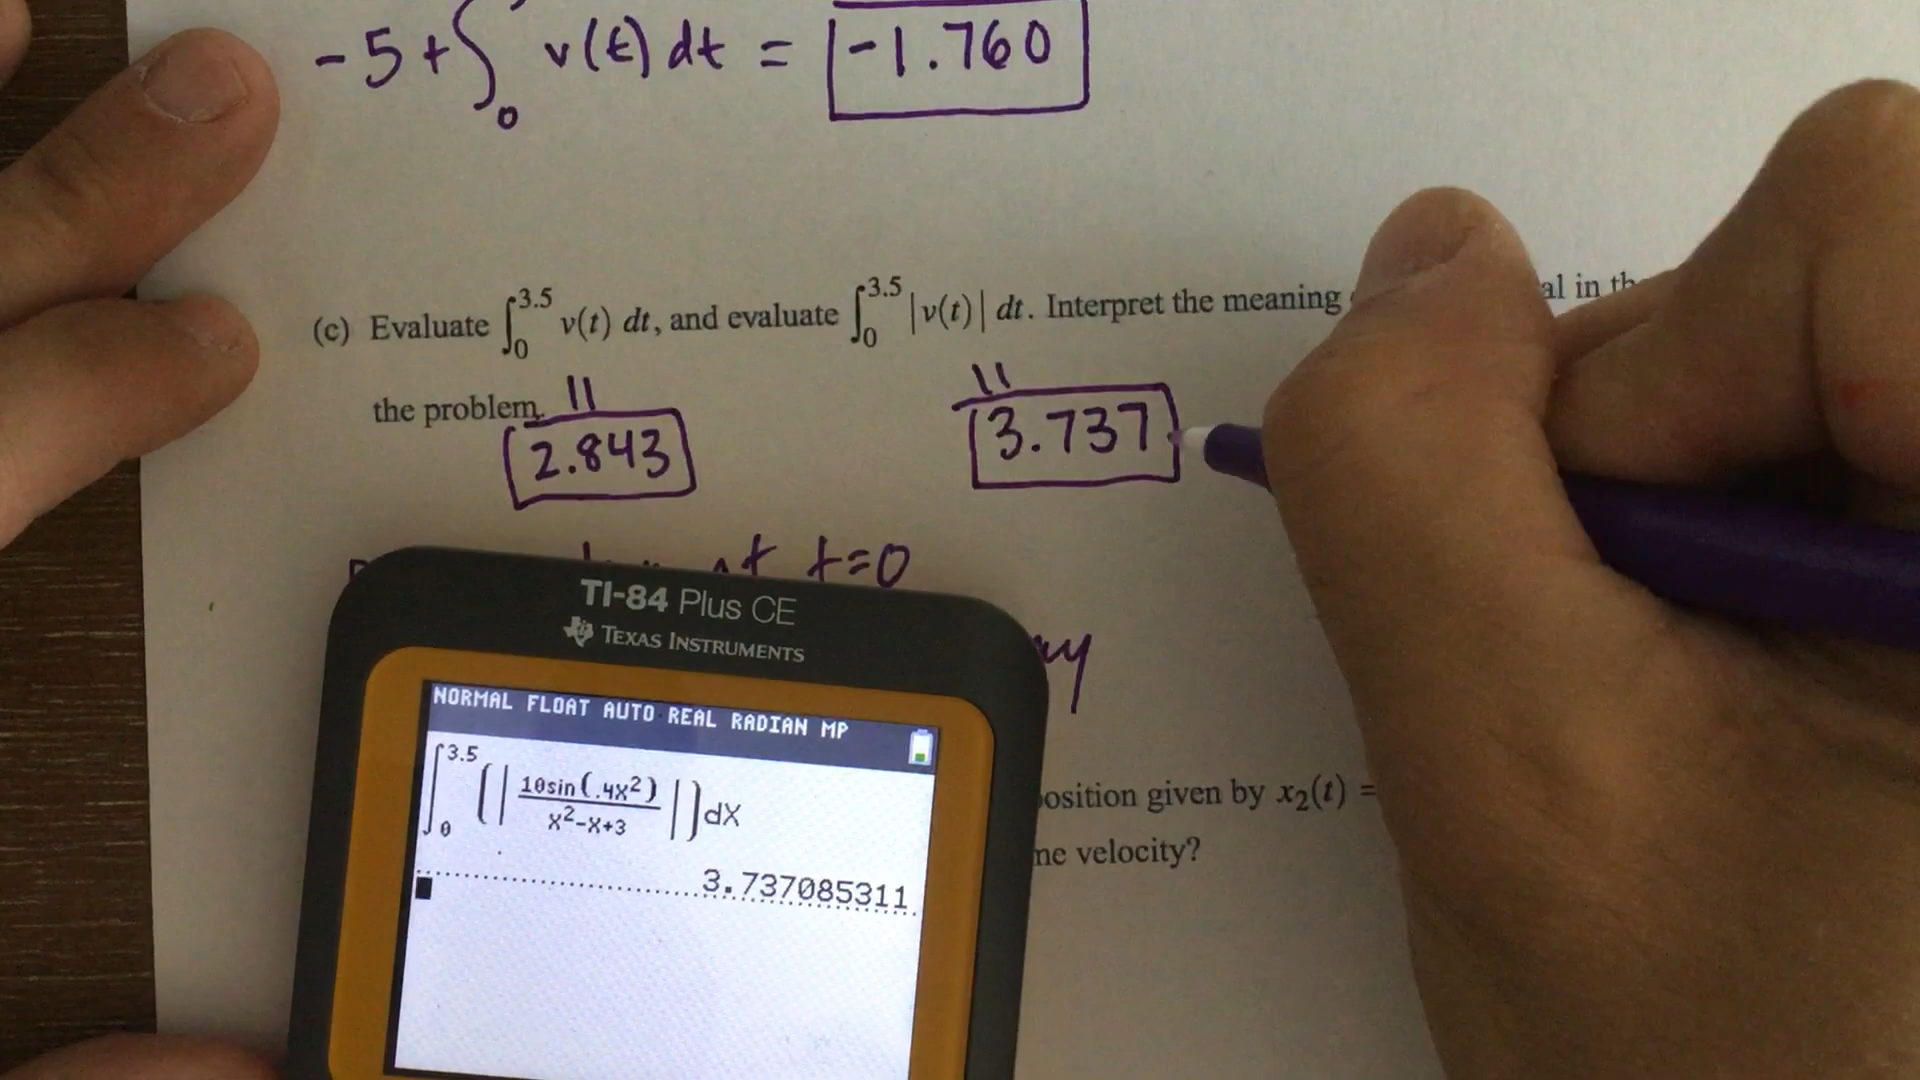 -5+∫₀ v(t) dt = -1.760
(c) Evaluate ∫₀^3.5 v(t) dt, and evaluate ∫₀^3.5 |v(t)| dt. Interpret the meaning al in
the problem.
11 11
2.843 3.737
t=0
TI-84 Plus CE
TEXAS INSTRUMENTS
NORMAL FLOAT AUTO REAL RADIAN MP
∫₀^3.5 (|10sin(.4X²)/(X²-X+3)|)dX
3.737085311
osition given by x₂(t) =
ne velocity?